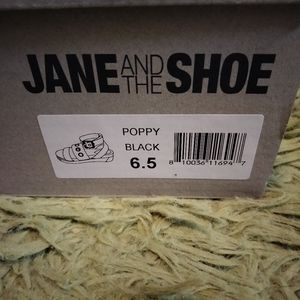 JANE AND THE SHOE
POPPY
BLACK
6.5
8 10036 11694 7